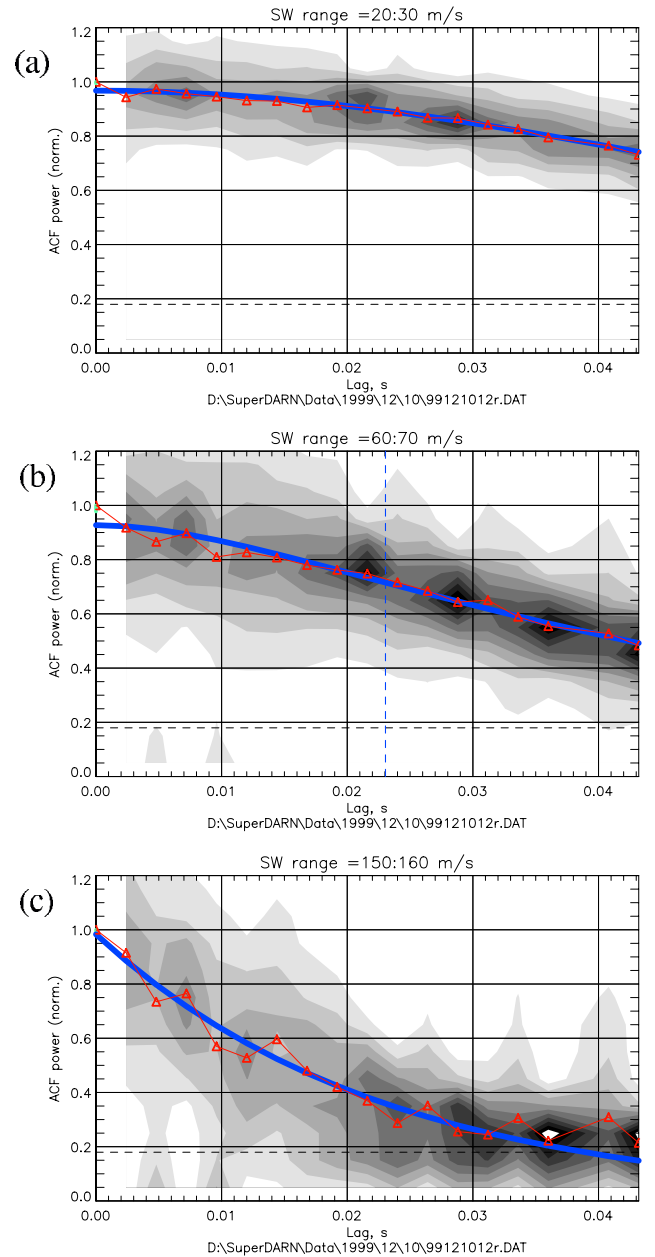 SW range =20:30 m/s
(a)
1.2
1.0
0.8
0.6
0.4
0.2
0.0
ACF power (norm.)
0.00 0.01 0.02 0.03 0.04
Lag, s
D:\SuperDARN\Data\1999\12\10\99121012r.DAT
SW range =60:70 m/s
(b)
1.2
1.0
0.8
0.6
0.4
0.2
0.0
ACF power (norm.)
0.00 0.01 0.02 0.03 0.04
Lag, s
D:\SuperDARN\Data\1999\12\10\99121012r.DAT
SW range =150:160 m/s
(c)
1.2
1.0
0.8
0.6
0.4
0.2
0.0
ACF power (norm.)
0.00 0.01 0.02 0.03 0.04
Lag, s
D:\SuperDARN\Data\1999\12\10\99121012r.DAT